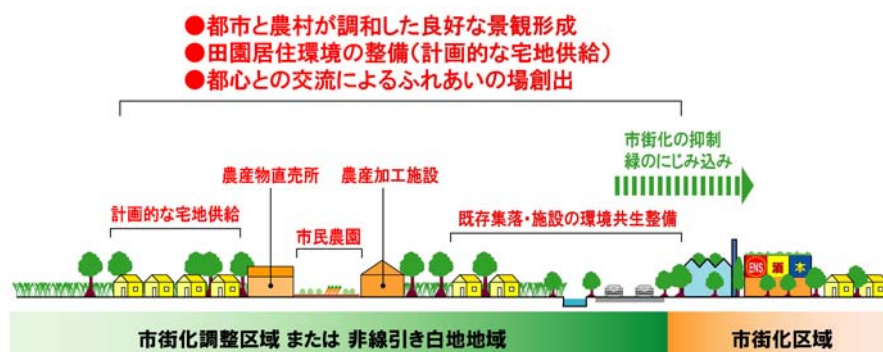 ●都市と農村が調和した良好な景観形成
●田園居住環境の整備(計画的な宅地供給)
●都心との交流によるふれあいの場創出
市街化の抑制
緑のにじみ込み
農産物直売所
農産加工施設
計画的な宅地供給
市民農園
既存集落・施設の環境共生整備
ENS
酒
本
市街化調整区域 または 非線引き白地地域
市街化区域